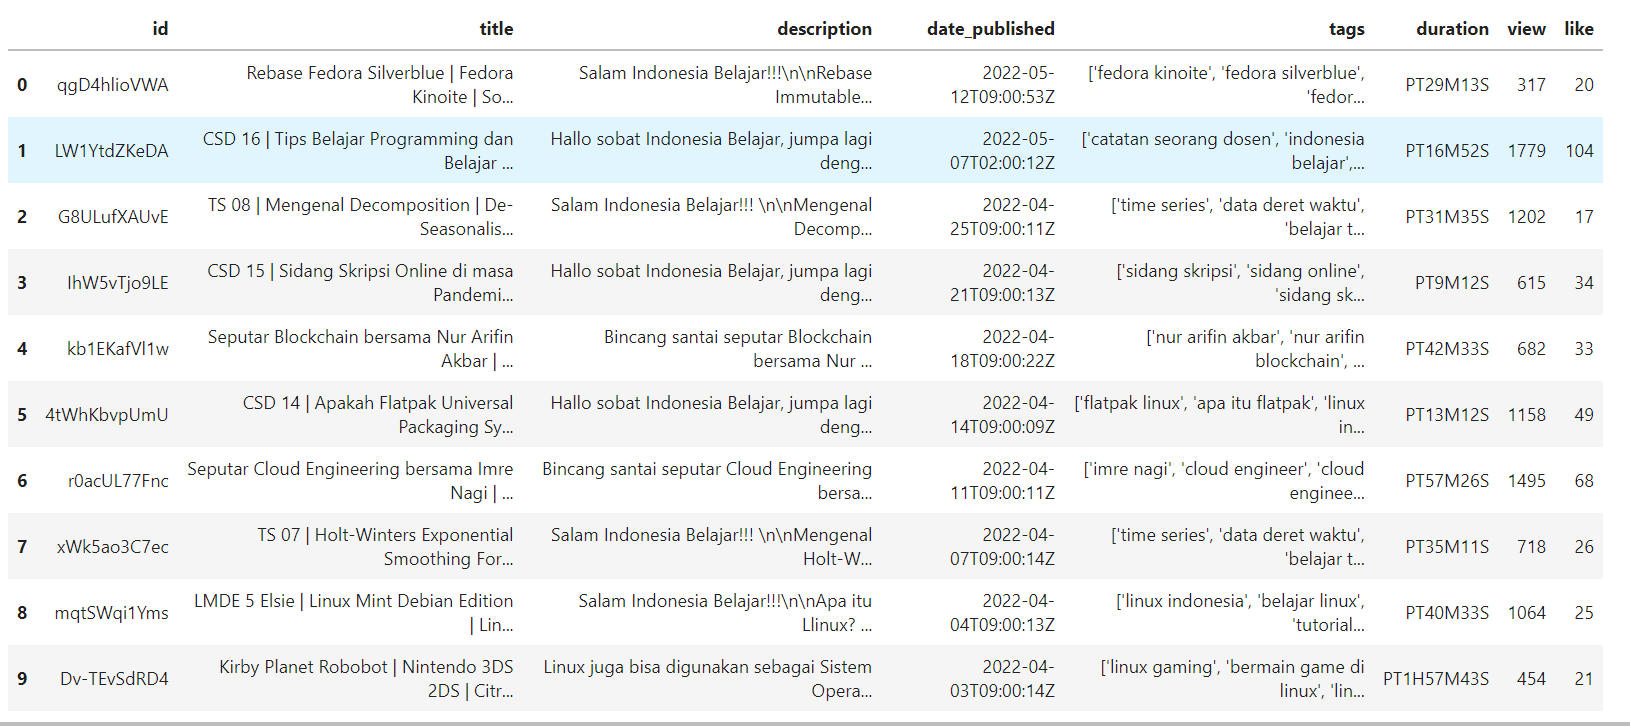 id title description date_published tags duration view like
0 qgD4hlioVWA Rebase Fedora Silverblue | Fedora Kinoite | So... Salam Indonesia Belajar!!!\n\nRebase Immutable... 2022-05-12T09:00:53Z ['fedora kinoite', 'fedora silverblue', 'fedor... PT29M13S 317 20
1 LW1YtdZKeDA CSD 16 | Tips Belajar Programming dan Belajar ... Hallo sobat Indonesia Belajar, jumpa lagi deng... 2022-05-07T02:00:12Z ['catatan seorang dosen', 'indonesia belajar',... PT16M52S 1779 104
2 G8ULufXAUvE TS 08 | Mengenal Decomposition | De-Seasonalis... Salam Indonesia Belajar!!! \n\nMengenal Decomp... 2022-04-25T09:00:11Z ['time series', 'data deret waktu', 'belajar t... PT31M35S 1202 17
3 IhW5vTjo9LE CSD 15 | Sidang Skripsi Online di masa Pandemi... Hallo sobat Indonesia Belajar, jumpa lagi deng... 2022-04-21T09:00:13Z ['sidang skripsi', 'sidang online', 'sidang sk... PT9M12S 615 34
4 kb1EKafVl1w Seputar Blockchain bersama Nur Arifin Akbar | ... Bincang santai seputar Blockchain bersama Nur ... 2022-04-18T09:00:22Z ['nur arifin akbar', 'nur arifin blockchain', ... PT42M33S 682 33
5 4tWhKbvpUmU CSD 14 | Apakah Flatpak Universal Packaging Sy... Hallo sobat Indonesia Belajar, jumpa lagi deng... 2022-04-14T09:00:09Z ['flatpak linux', 'apa itu flatpak', 'linux in... PT13M12S 1158 49
6 r0acUL77Fnc Seputar Cloud Engineering bersama Imre Nagi | ... Bincang santai seputar Cloud Engineering bersa... 2022-04-11T09:00:11Z ['imre nagi', 'cloud engineer', 'cloud enginee... PT57M26S 1495 68
7 xWk5ao3C7ec TS 07 | Holt-Winters Exponential Smoothing For... Salam Indonesia Belajar!!! \n\nMengenal Holt-W... 2022-04-07T09:00:14Z ['time series', 'data deret waktu', 'belajar t... PT35M11S 718 26
8 mqtSWqi1Yms LMDE 5 Elsie | Linux Mint Debian Edition | Lin... Salam Indonesia Belajar!!!\n\nApa itu Llinux? ... 2022-04-04T09:00:13Z ['linux indonesia', 'belajar linux', 'tutorial... PT40M33S 1064 25
9 Dv-TEvSdRD4 Kirby Planet Robobot | Nintendo 3DS 2DS | Citr... Linux juga bisa digunakan sebagai Sistem Opera... 2022-04-03T09:00:14Z ['linux gaming', 'bermain game di linux', 'lin... PT1H57M43S 454 21